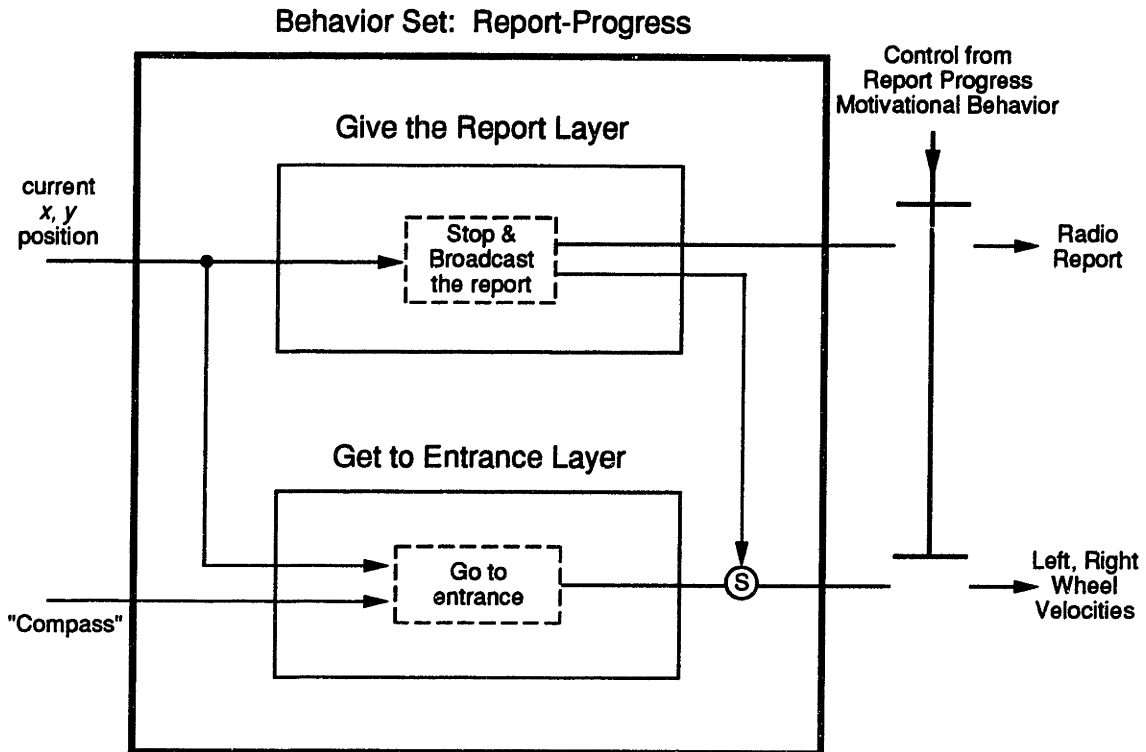 Behavior Set: Report-Progress
Control from
Report Progress
Motivational Behavior
Give the Report Layer
current
x, y
position
Stop &
Broadcast
the report
Radio
Report
Get to Entrance Layer
Go to
entrance
S
Left, Right
Wheel
Velocities
"Compass"